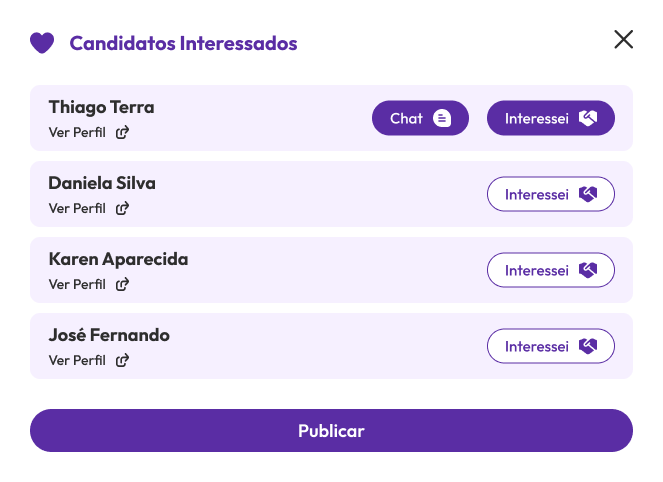 Candidatos Interessados
Thiago Terra
Ver Perfil
Chat
Interessei
Daniela Silva
Ver Perfil
Interessei
Karen Aparecida
Ver Perfil
Interessei
José Fernando
Ver Perfil
Interessei
Publicar